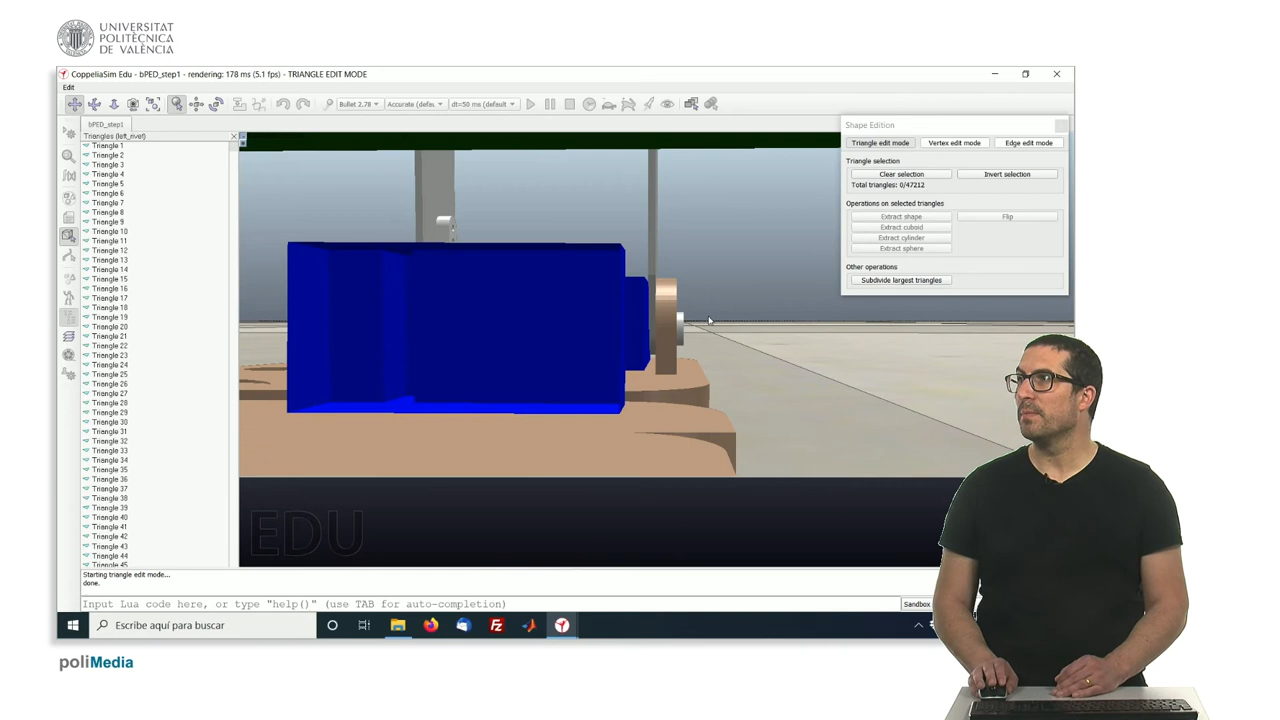 UNIVERSITAT
POLITÈCNICA
DE VALÈNCIA
CoppeliaSim Edu - bPED_step1 - rendering: 178 ms (5.1 fps) - TRIANGLE EDIT MODE
Edit
Bullet 2.78
Accurate (defau
dt=50 ms (default
bPED_step1
Triangles (left_rivet)
Triangle 1
Triangle 2
Triangle 3
Triangle 4
Triangle 5
Triangle 6
Triangle 7
Triangle 8
Triangle 9
Triangle 10
Triangle 11
Triangle 12
Triangle 13
Triangle 14
Triangle 15
Triangle 16
Triangle 17
Triangle 18
Triangle 19
Triangle 20
Triangle 21
Triangle 22
Triangle 23
Triangle 24
Triangle 25
Triangle 26
Triangle 27
Triangle 28
Triangle 29
Triangle 30
Triangle 31
Triangle 32
Triangle 33
Triangle 34
Triangle 35
Triangle 36
Triangle 37
Triangle 38
Triangle 39
Triangle 40
Triangle 41
Triangle 42
Triangle 43
Triangle 44
Triangle 45
Shape Edition
Triangle edit mode
Vertex edit mode
Edge edit mode
Triangle selection
Clear selection
Invert selection
Total triangles: 0/47212
Operations on selected triangles
Extract shape
Flip
Extract cuboid
Extract cylinder
Extract sphere
Other operations
Subdivide largest triangles
EDU
Starting triangle edit mode...
done.
Input Lua code here, or type "help()" (use TAB for auto-completion)
Sandbox
Escribe aquí para buscar
poliMedia